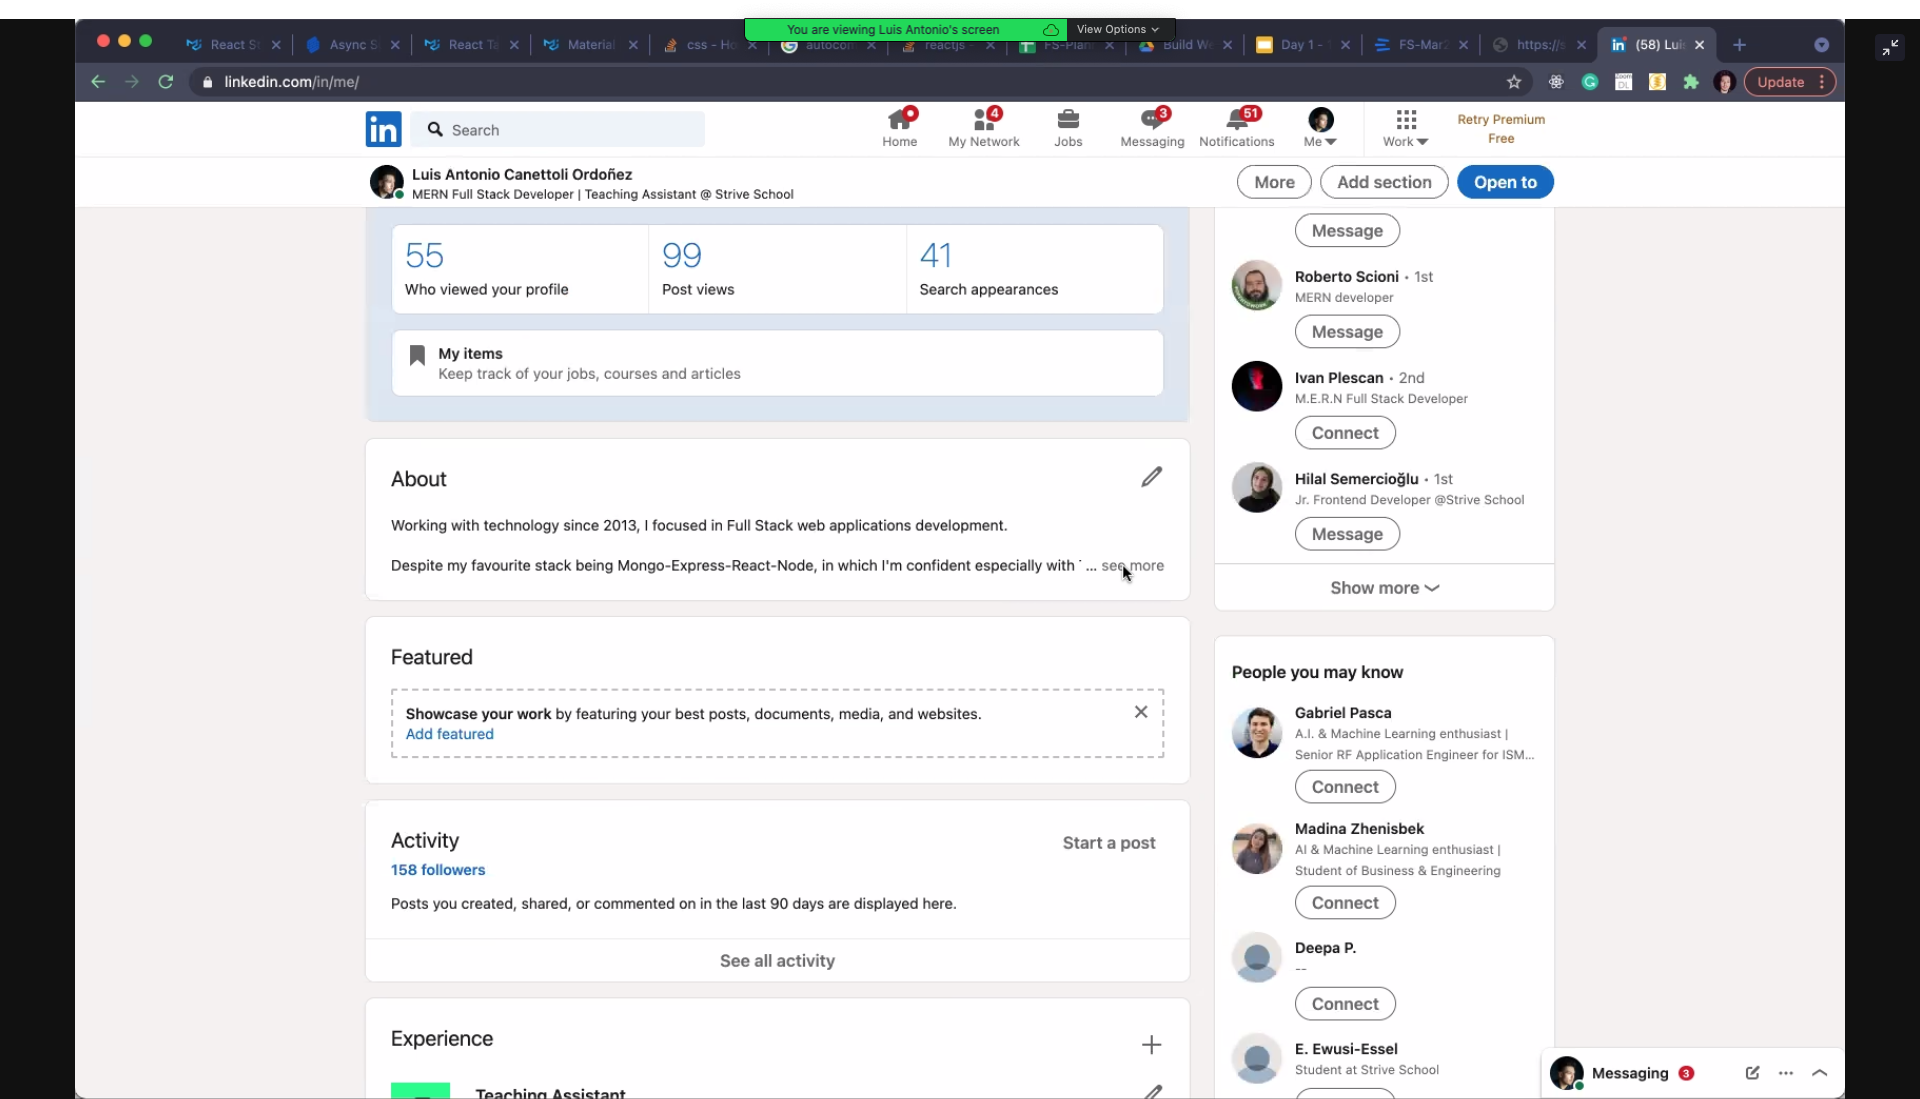 You are viewing Luis Antonio's screen
View Options
React S
Async S
React Ta
Material
css - Ho
autocom
reactjs -
FS-Plan
Build We
Day 1 -
FS-Mar2
https://s
(58) Lui
linkedin.com/in/me/
Update
in
Search
Home
4
My Network
Jobs
3
Messaging
51
Notifications
Me
Work
Retry Premium
Free
Luis Antonio Canettoli Ordoñez
MERN Full Stack Developer | Teaching Assistant @ Strive School
More
Add section
Open to
55
Who viewed your profile
99
Post views
41
Search appearances
My items
Keep track of your jobs, courses and articles
About
Working with technology since 2013, I focused in Full Stack web applications development.
Despite my favourite stack being Mongo-Express-React-Node, in which I'm confident especially with ... see more
Featured
Showcase your work by featuring your best posts, documents, media, and websites.
Add featured
Activity
Start a post
158 followers
Posts you created, shared, or commented on in the last 90 days are displayed here.
See all activity
Experience
Teaching Assistant
Message
Roberto Scioni • 1st
MERN developer
Message
Ivan Plescan • 2nd
M.E.R.N Full Stack Developer
Connect
Hilal Semercioğlu • 1st
Jr. Frontend Developer @Strive School
Message
Show more
People you may know
Gabriel Pasca
A.I. & Machine Learning enthusiast |
Senior RF Application Engineer for ISM...
Connect
Madina Zhenisbek
AI & Machine Learning enthusiast |
Student of Business & Engineering
Connect
Deepa P.
--
Connect
E. Ewusi-Essel
Student at Strive School
Messaging 3